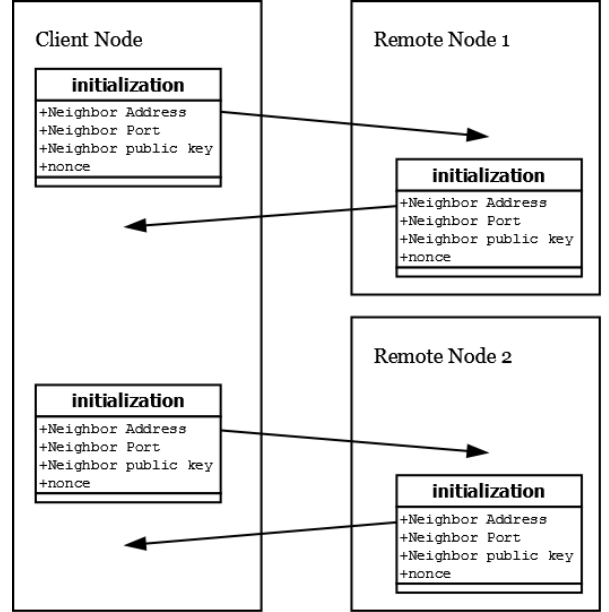 Client Node
initialization
+Neighbor Address
+Neighbor Port
+Neighbor public key
+nonce
Remote Node 1
initialization
+Neighbor Address
+Neighbor Port
+Neighbor public key
+nonce
initialization
+Neighbor Address
+Neighbor Port
+Neighbor public key
+nonce
Remote Node 2
initialization
+Neighbor Address
+Neighbor Port
+Neighbor public key
+nonce